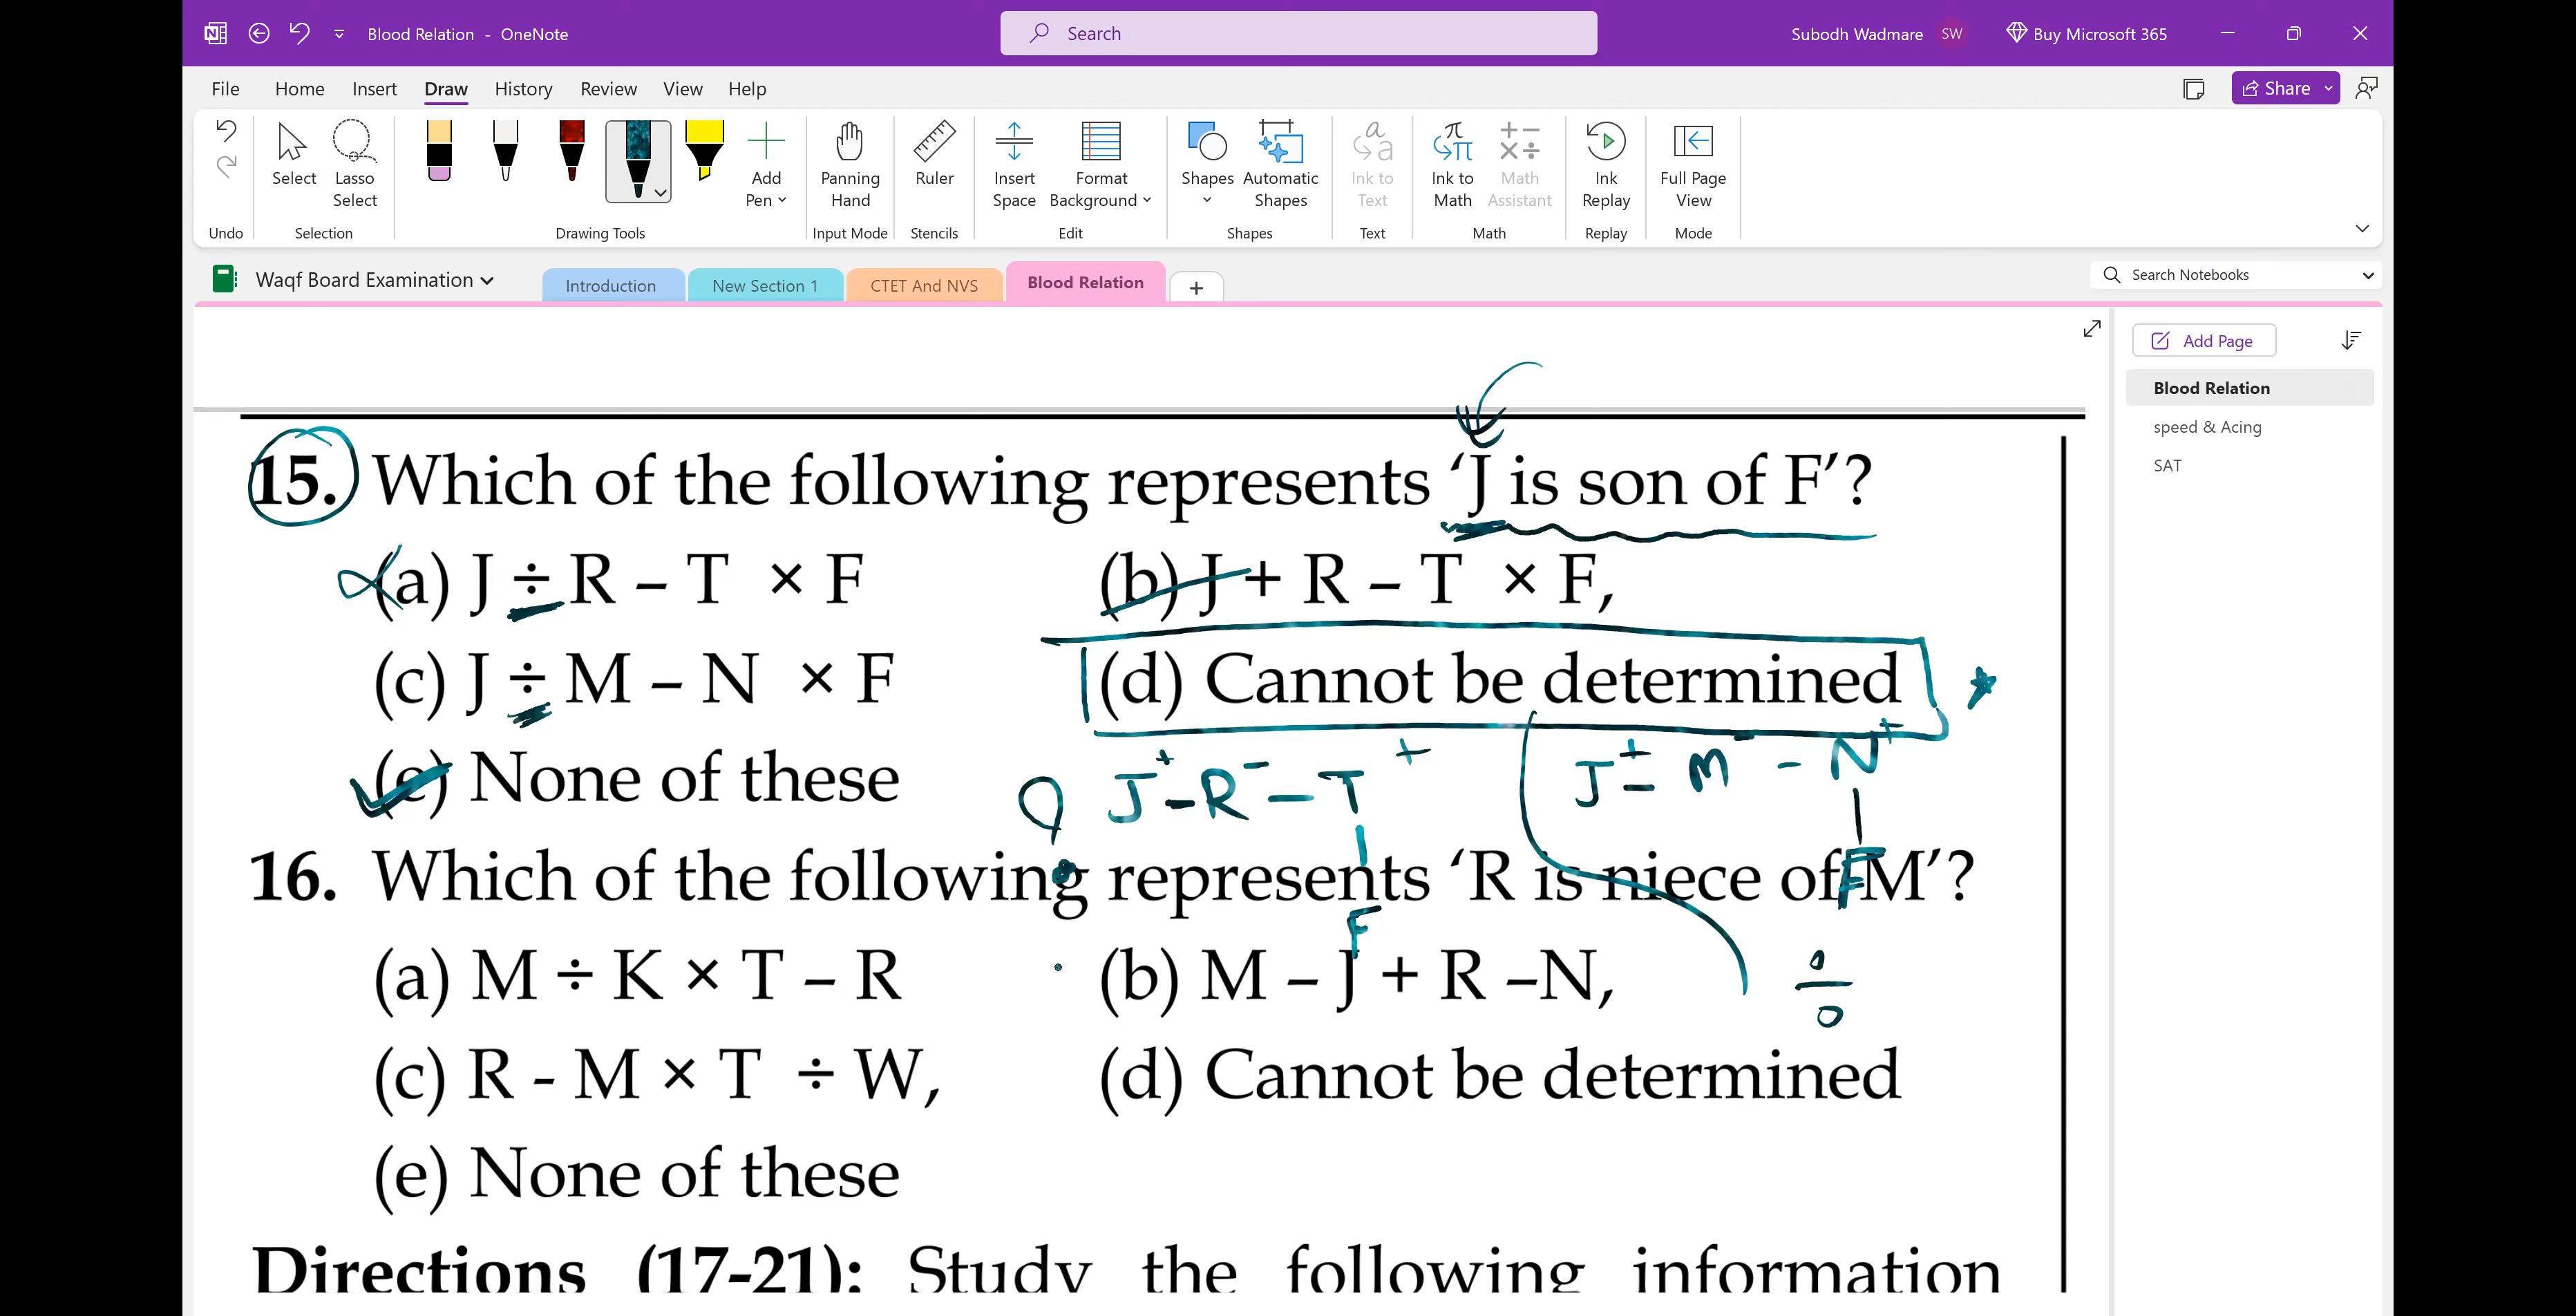 Blood Relation - OneNote
Search
Subodh Wadmare SW
Buy Microsoft 365
File Home Insert Draw History Review View Help
Share
Undo
Select
Lasso Select
Selection
Add Pen
Drawing Tools
Panning Hand
Input Mode
Ruler
Stencils
Insert Space
Format Background
Edit
Shapes
Automatic Shapes
Shapes
Ink to Text
Text
Ink to Math
Math Assistant
Math
Ink Replay
Replay
Full Page View
Mode
Waqf Board Examination
Introduction
New Section 1
CTET And NVS
Blood Relation
+
Search Notebooks
Add Page
Blood Relation
speed & Acing
SAT
15. Which of the following represents ‘J is son of F’?
(a) J ÷ R – T × F (b) J + R – T × F,
(c) J ÷ M – N × F (d) Cannot be determined
(e) None of these
J+ - R- - T+
F
J± = M- - N+
F
16. Which of the following represents ‘R is niece of M’?
(a) M ÷ K × T – R (b) M – J + R –N,
(c) R - M × T ÷ W, (d) Cannot be determined
(e) None of these
Directions (17-21): Study the following information